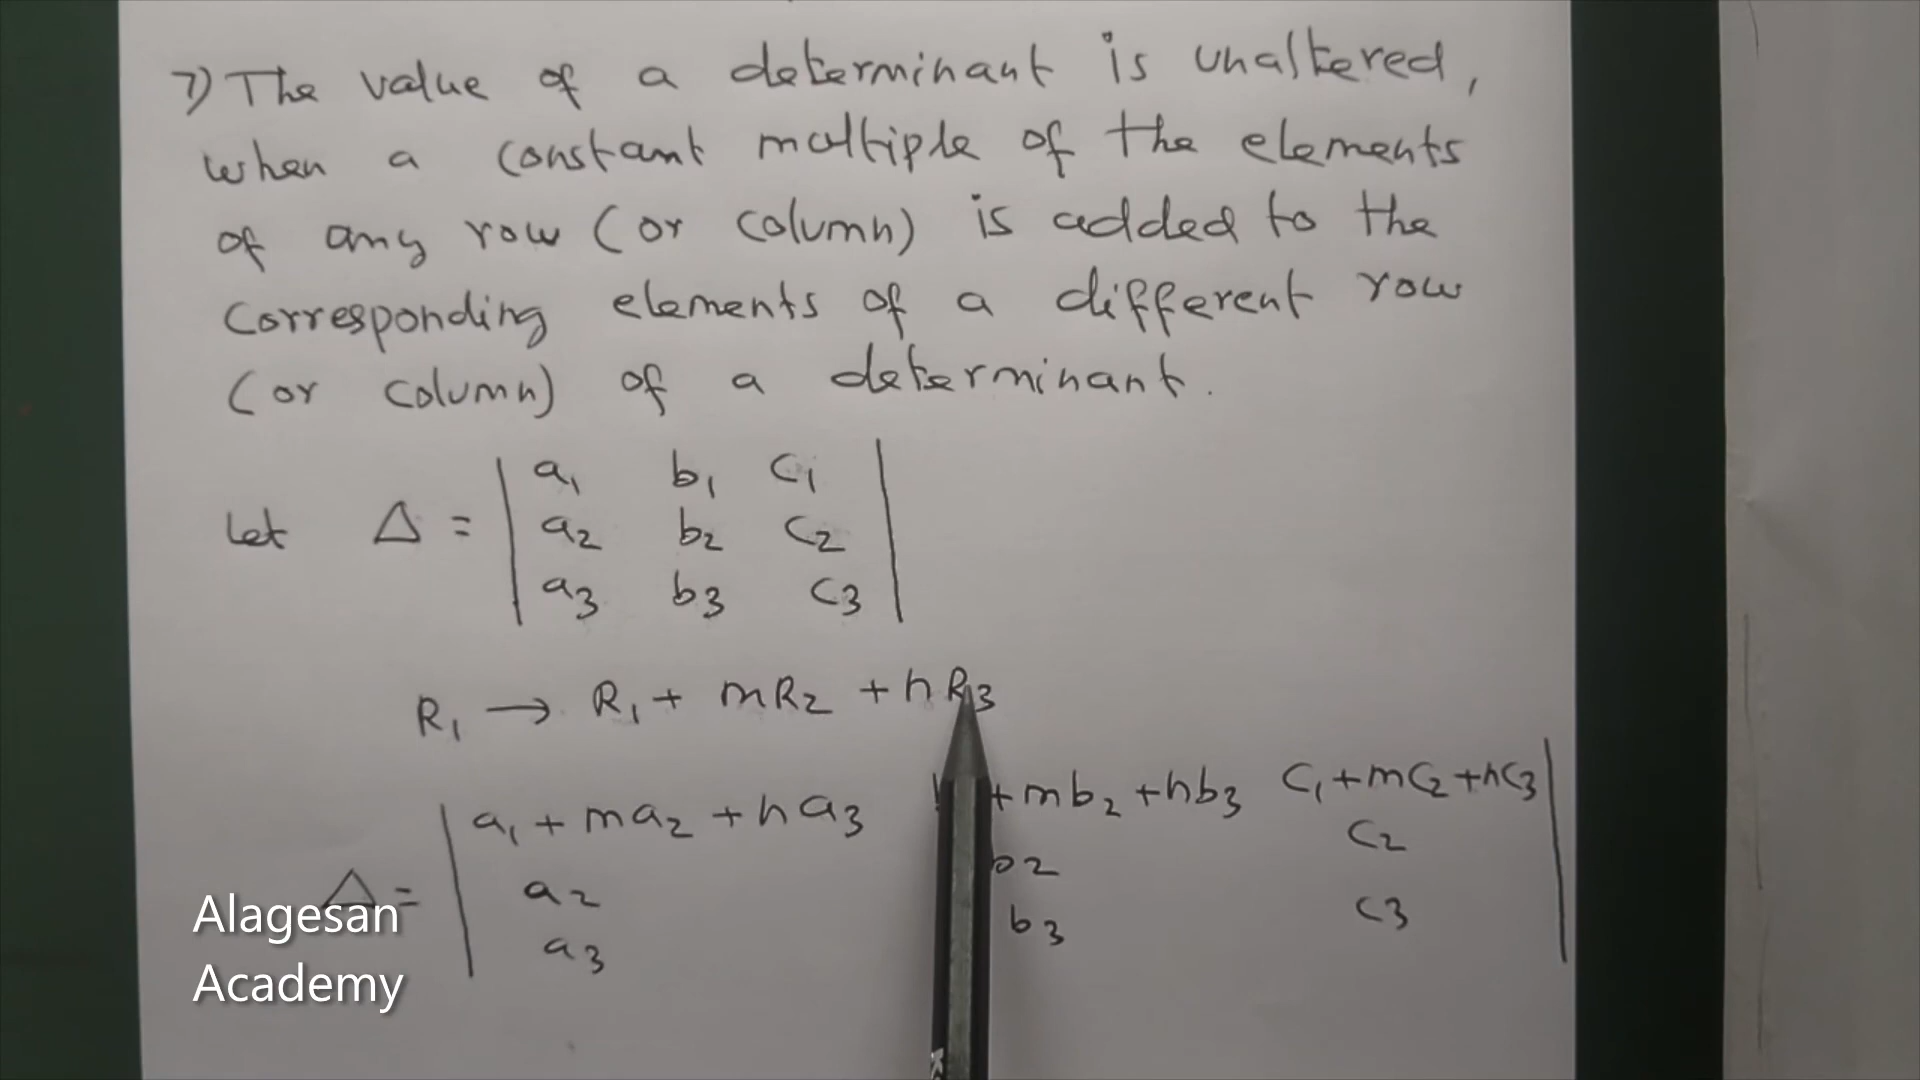 7) The value of a determinant is unaltered,
when a constant multiple of the elements
of any row (or column) is added to the
corresponding elements of a different row
(or column) of a determinant.
a₁ b₁ c₁
let Δ = a₂ b₂ c₂
a₃ b₃ c₃
R₁ → R₁ + mR₂ + nR₃
a₁ + ma₂ + na₃ + mb₂ + nb₃ c₁ + mc₂ + nc₃
Δ = a₂ b₂ c₂
a₃ b₃ c₃
Alagesan
Academy